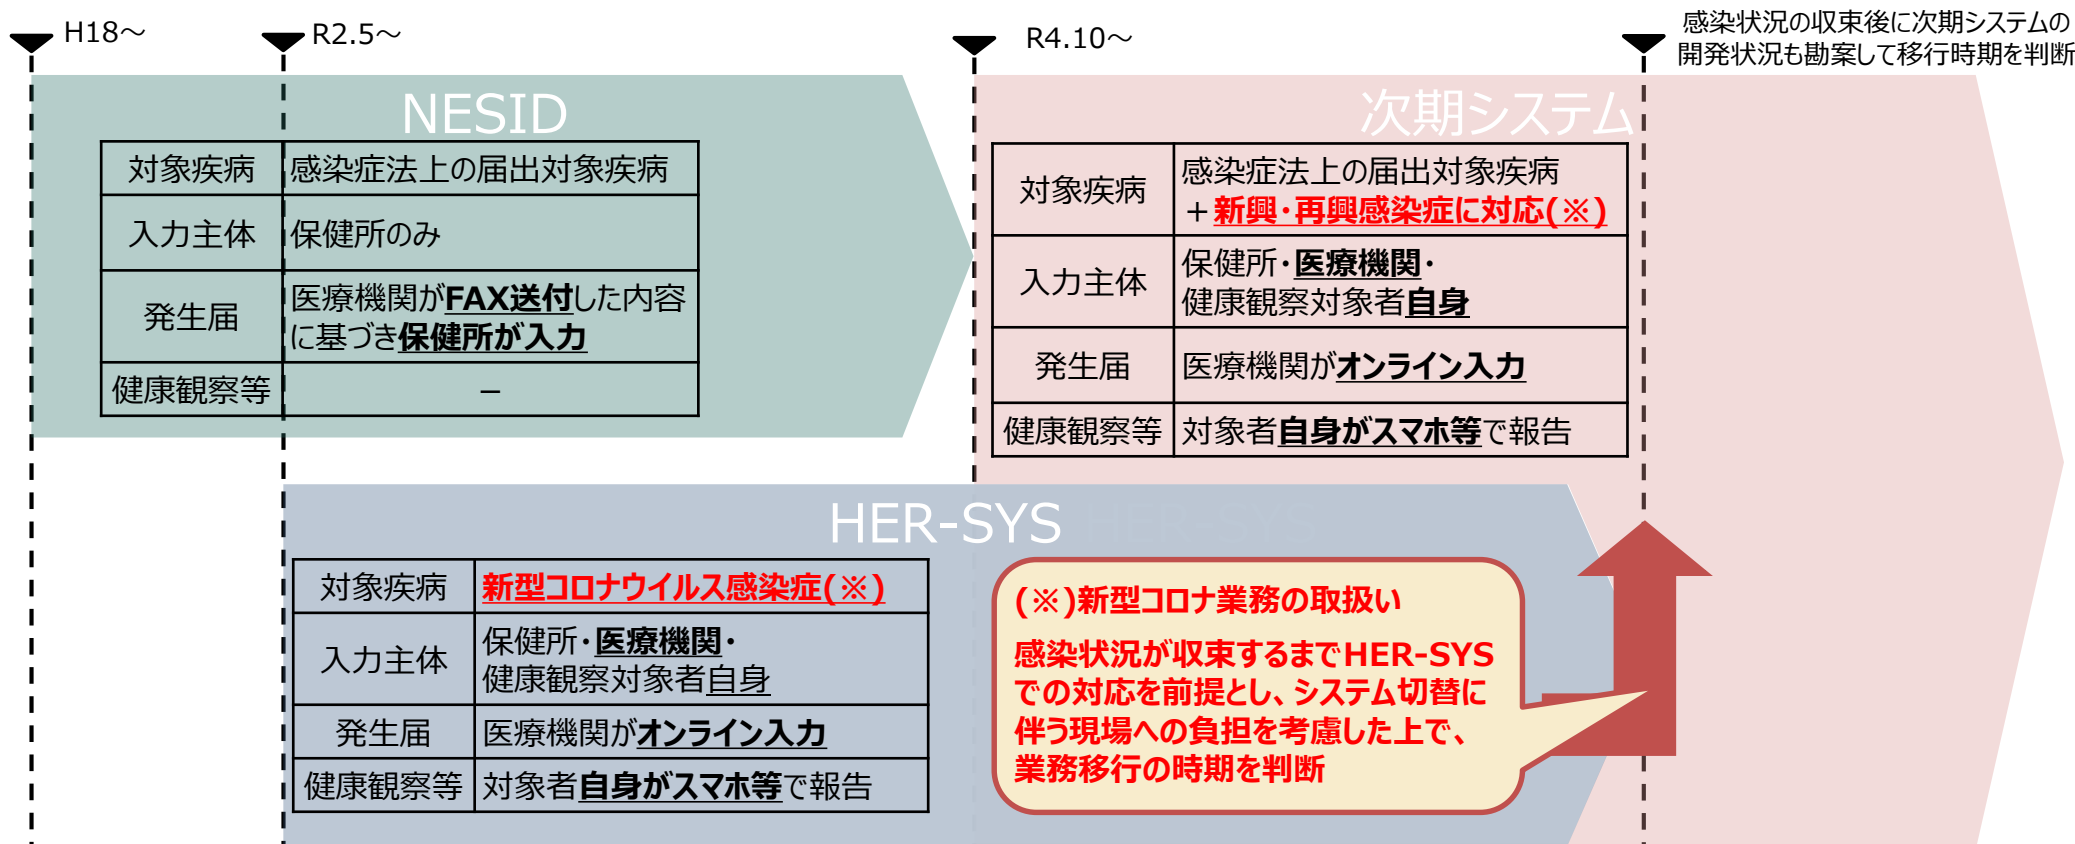 H18～
R2.5～
R4.10～
感染状況の収束後に次期システムの
開発状況も勘案して移行時期を判断
NESID
対象疾病
感染症法上の届出対象疾病
入力主体
保健所のみ
発生届
医療機関がFAX送付した内容
に基づき保健所が入力
健康観察等
－
次期システム
対象疾病
感染症法上の届出対象疾病
＋新興・再興感染症に対応(※)
入力主体
保健所・医療機関・
健康観察対象者自身
発生届
医療機関がオンライン入力
健康観察等
対象者自身がスマホ等で報告
HER-SYS HER-SYS
対象疾病
新型コロナウイルス感染症(※)
入力主体
保健所・医療機関・
健康観察対象者自身
発生届
医療機関がオンライン入力
健康観察等
対象者自身がスマホ等で報告
(※)新型コロナ業務の取扱い
感染状況が収束するまでHER-SYS
での対応を前提とし、システム切替に
伴う現場への負担を考慮した上で、
業務移行の時期を判断